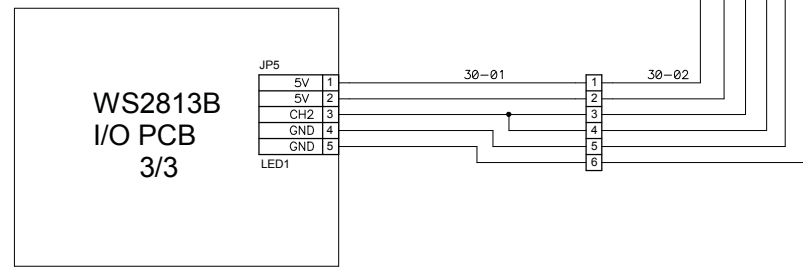 WS2813B
I/O PCB
3/3
JP5
5V 1
5V 2
CH2 3
GND 4
GND 5
LED1
30-01
30-02
1
2
3
4
5
6